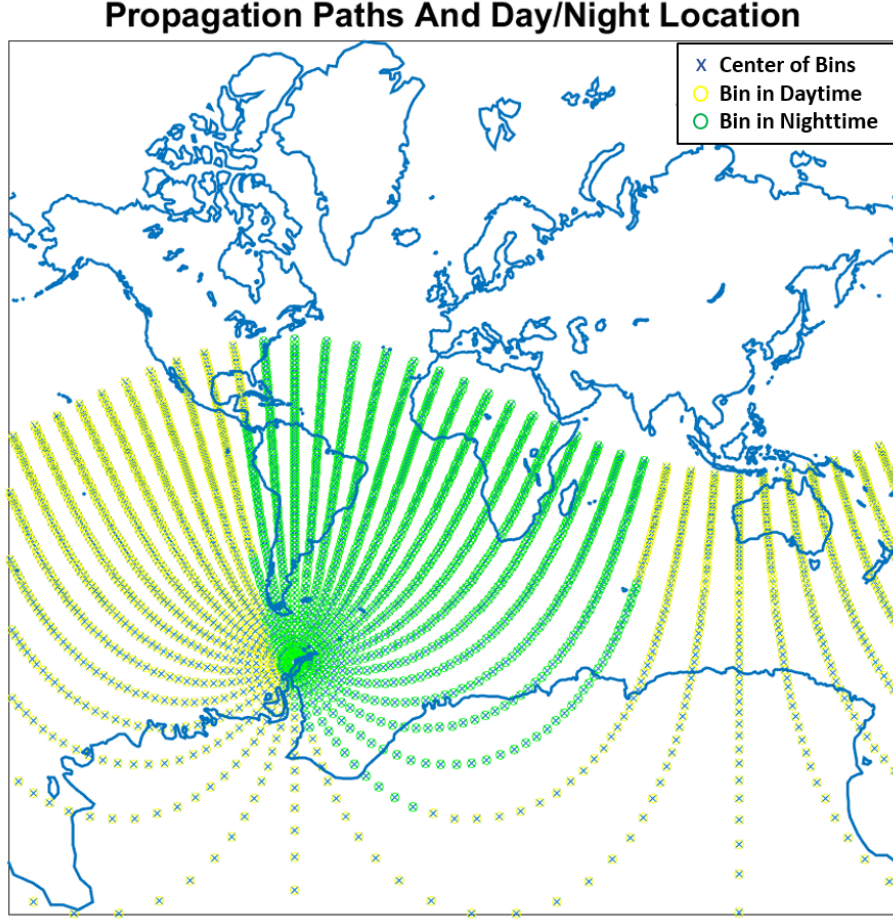 Propagation Paths And Day/Night Location
x Center of Bins
Bin in Daytime
Bin in Nighttime